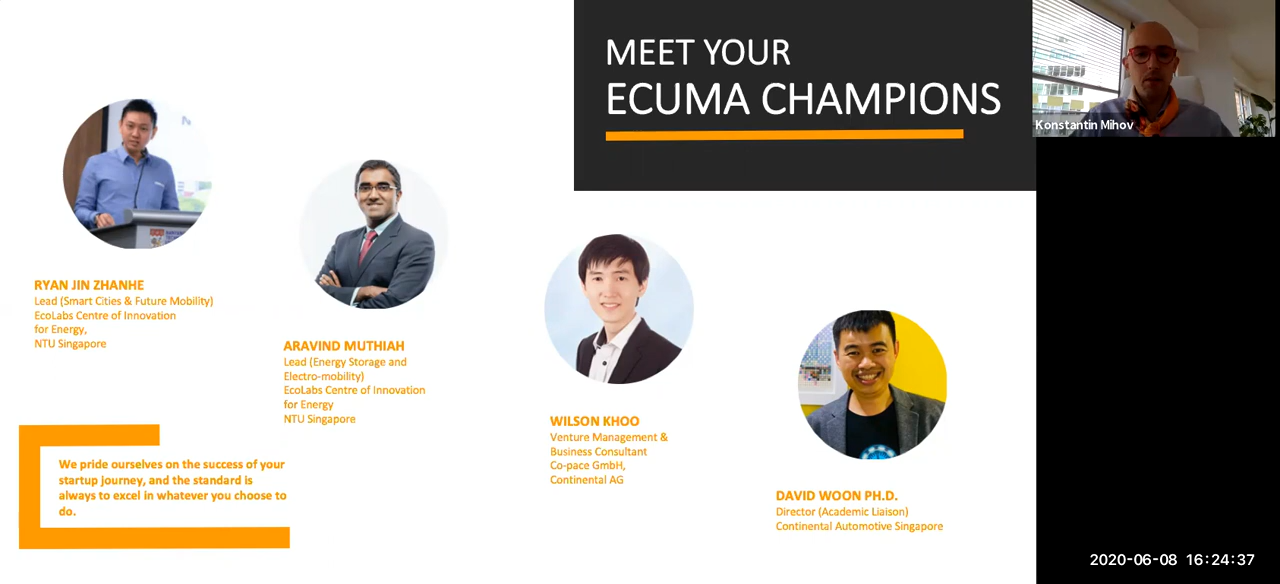 MEET YOUR
ECUMA CHAMPIONS
Konstantin Mihov
RYAN JIN ZHANHE
Lead (Smart Cities & Future Mobility)
EcoLabs Centre of Innovation
for Energy,
NTU Singapore
ARAVIND MUTHIAH
Lead (Energy Storage and
Electro-mobility)
EcoLabs Centre of Innovation
for Energy
NTU Singapore
WILSON KHOO
Venture Management &
Business Consultant
Co-pace GmbH,
Continental AG
DAVID WOON PH.D.
Director (Academic Liaison)
Continental Automotive Singapore
We pride ourselves on the success of your
startup journey, and the standard is
always to excel in whatever you choose to
do.
2020-06-08 16:24:37